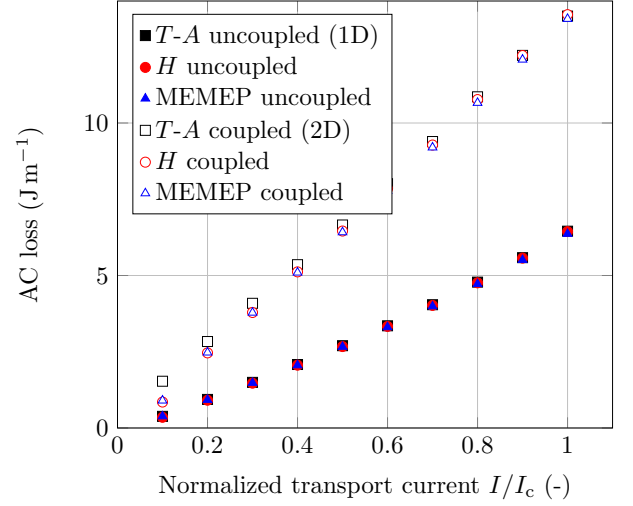 T-A uncoupled (1D)
H uncoupled
MEMEP uncoupled
T-A coupled (2D)
H coupled
MEMEP coupled
AC loss (J m⁻¹)
10
5
0
0 0.2 0.4 0.6 0.8 1
Normalized transport current I/I_c (-)